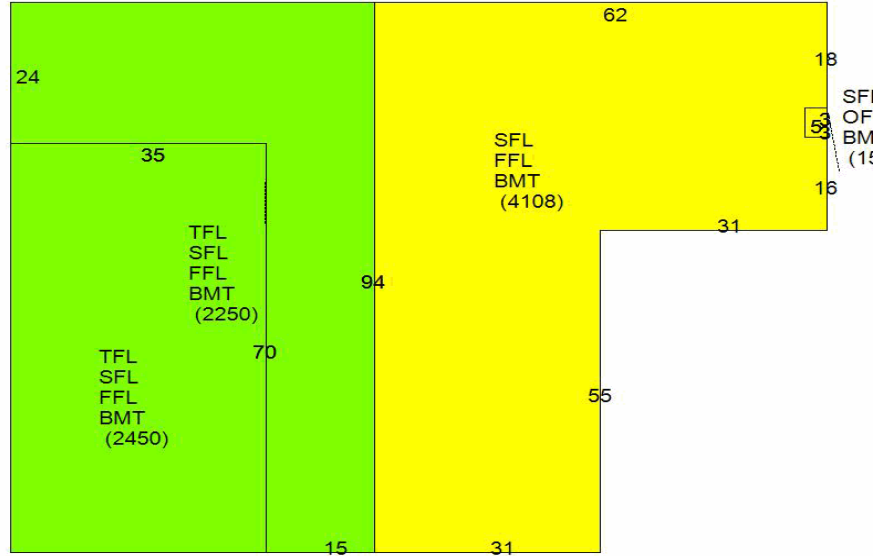 62
18
24
SFL
OF
BMT
(15
3
5
3
SFL
FFL
BMT
(4108)
35
16
31
TFL
SFL
FFL
BMT
(2250)
94
70
TFL
SFL
FFL
BMT
(2450)
55
15
31